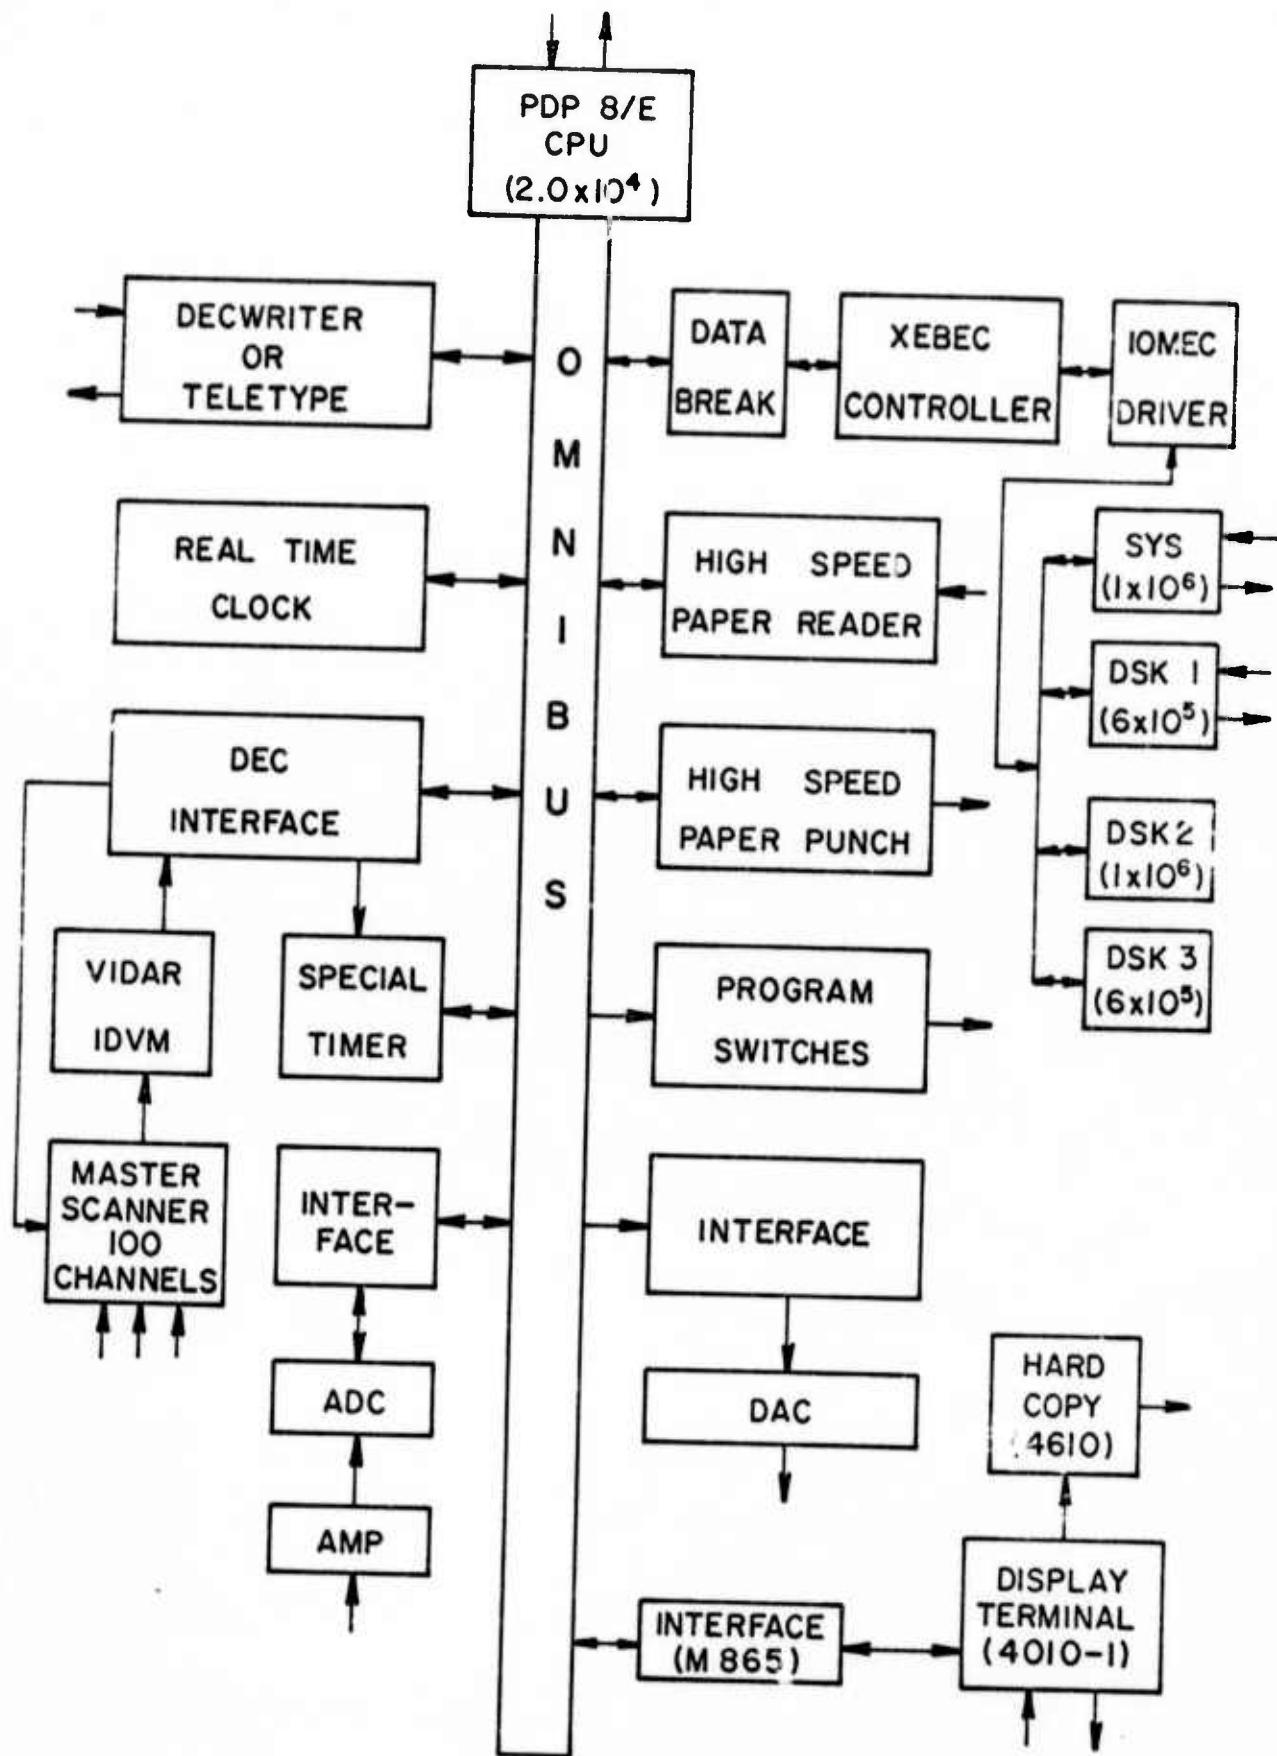 PDP 8/E
CPU
(2.0x10⁴)
DECWRITER
OR
TELETYPE
REAL TIME
CLOCK
DEC
INTERFACE
VIDAR
IDVM
SPECIAL
TIMER
MASTER
SCANNER
100
CHANNELS
INTER-
FACE
ADC
AMP
O
M
N
I
B
U
S
DATA
BREAK
XEBEC
CONTROLLER
IOMEC
DRIVER
HIGH SPEED
PAPER READER
SYS
(1x10⁶)
DSK 1
(6x10⁵)
HIGH SPEED
PAPER PUNCH
DSK 2
(1x10⁶)
DSK 3
(6x10⁵)
PROGRAM
SWITCHES
INTERFACE
DAC
HARD
COPY
(4610)
DISPLAY
TERMINAL
(4010-1)
INTERFACE
(M 865)